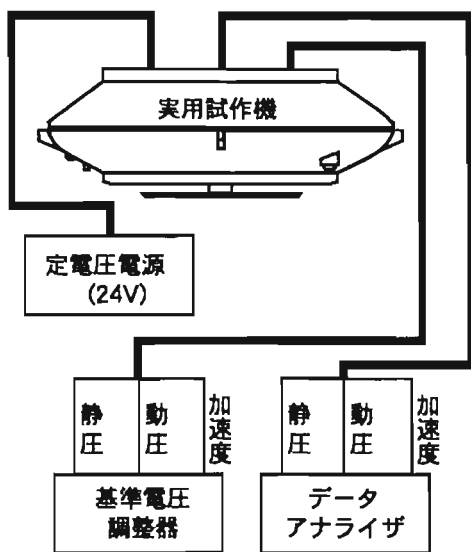 実用試作機
定電圧電源
(24V)
静圧
動圧
加速度
静圧
動圧
加速度
基準電圧
調整器
データ
アナライザ